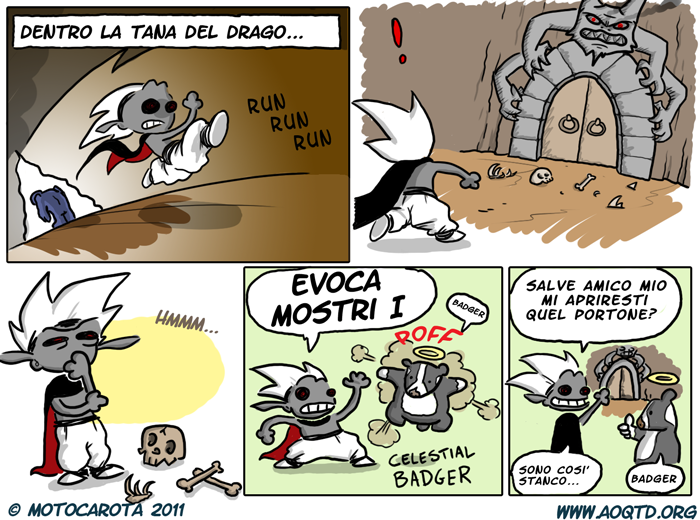 DENTRO LA TANA DEL DRAGO...
RUN
RUN
RUN
!
HMMM...
EVOCA
MOSTRI I
POFF
BADGER
CELESTIAL
BADGER
SALVE AMICO MIO
MI APRIRESTI
QUEL PORTONE?
SONO COSI'
STANCO...
BADGER
© MOTOCAROTA 2011
WWW.AOQTD.ORG